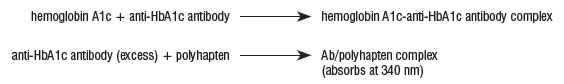 hemoglobin A1c + anti-HbA1c antibody hemoglobin A1c-anti-HbA1c antibody complex
anti-HbA1c antibody (excess) + polyhapten Ab/polyhapten complex
(absorbs at 340 nm)